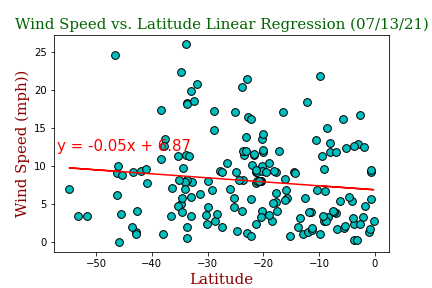 Wind Speed vs. Latitude Linear Regression (07/13/21)
Wind Speed (mph))
25
20
15
10
5
0
y = -0.05x + 6.87
−50 −40 −30 −20 −10 0
Latitude